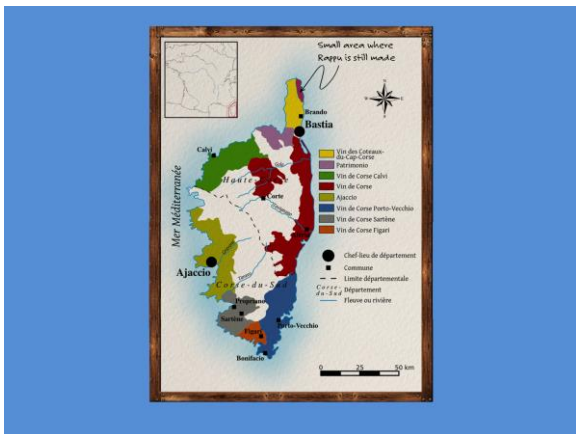 Small area where
Rappu is still made
Brando
Bastia
Calvi
Mer Méditerranée
Haute-Corse
Corte
Ajaccio
Corse-du-Sud
Propriano
Sartène
Figari
Porto-Vecchio
Bonifacio
Vin des Coteaux-
du-Cap-Corse
Patrimonio
Vin de Corse Calvi
Vin de Corse
Ajaccio
Vin de Corse Porto-Vecchio
Vin de Corse Sartène
Vin de Corse Figari
Chef-lieu de département
Commune
Limite départementale
Corse-
du-Sud Département
Fleuve ou rivière
0 25 50 km